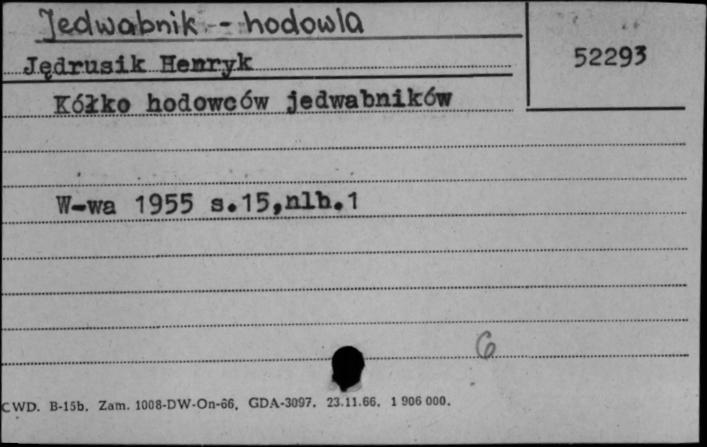 Jedwabnik - hodowla
52293
Jędrusik Henryk
Kółko hodowców jedwabników
W-wa 1955 s.15,nlb.1
6
CWD. B-15b. Zam. 1008-DW-On-66, GDA-3097. 23.11.66. 1 906 000.